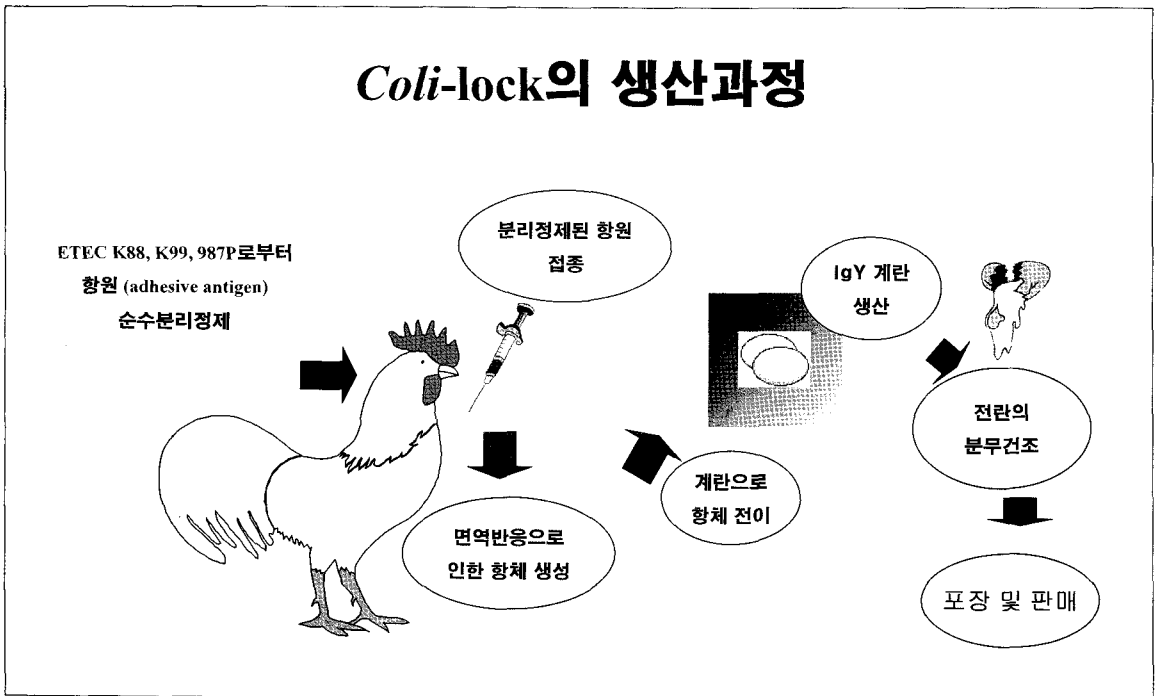 Coli-lock의 생산과정
ETEC K88, K99, 987P로부터
항원 (adhesive antigen)
순수분리정제
분리정제된 항원
접종
면역반응으로
인한 항체 생성
계란으로
항체 전이
IgY 계란
생산
전란의
분무건조
포장 및 판매